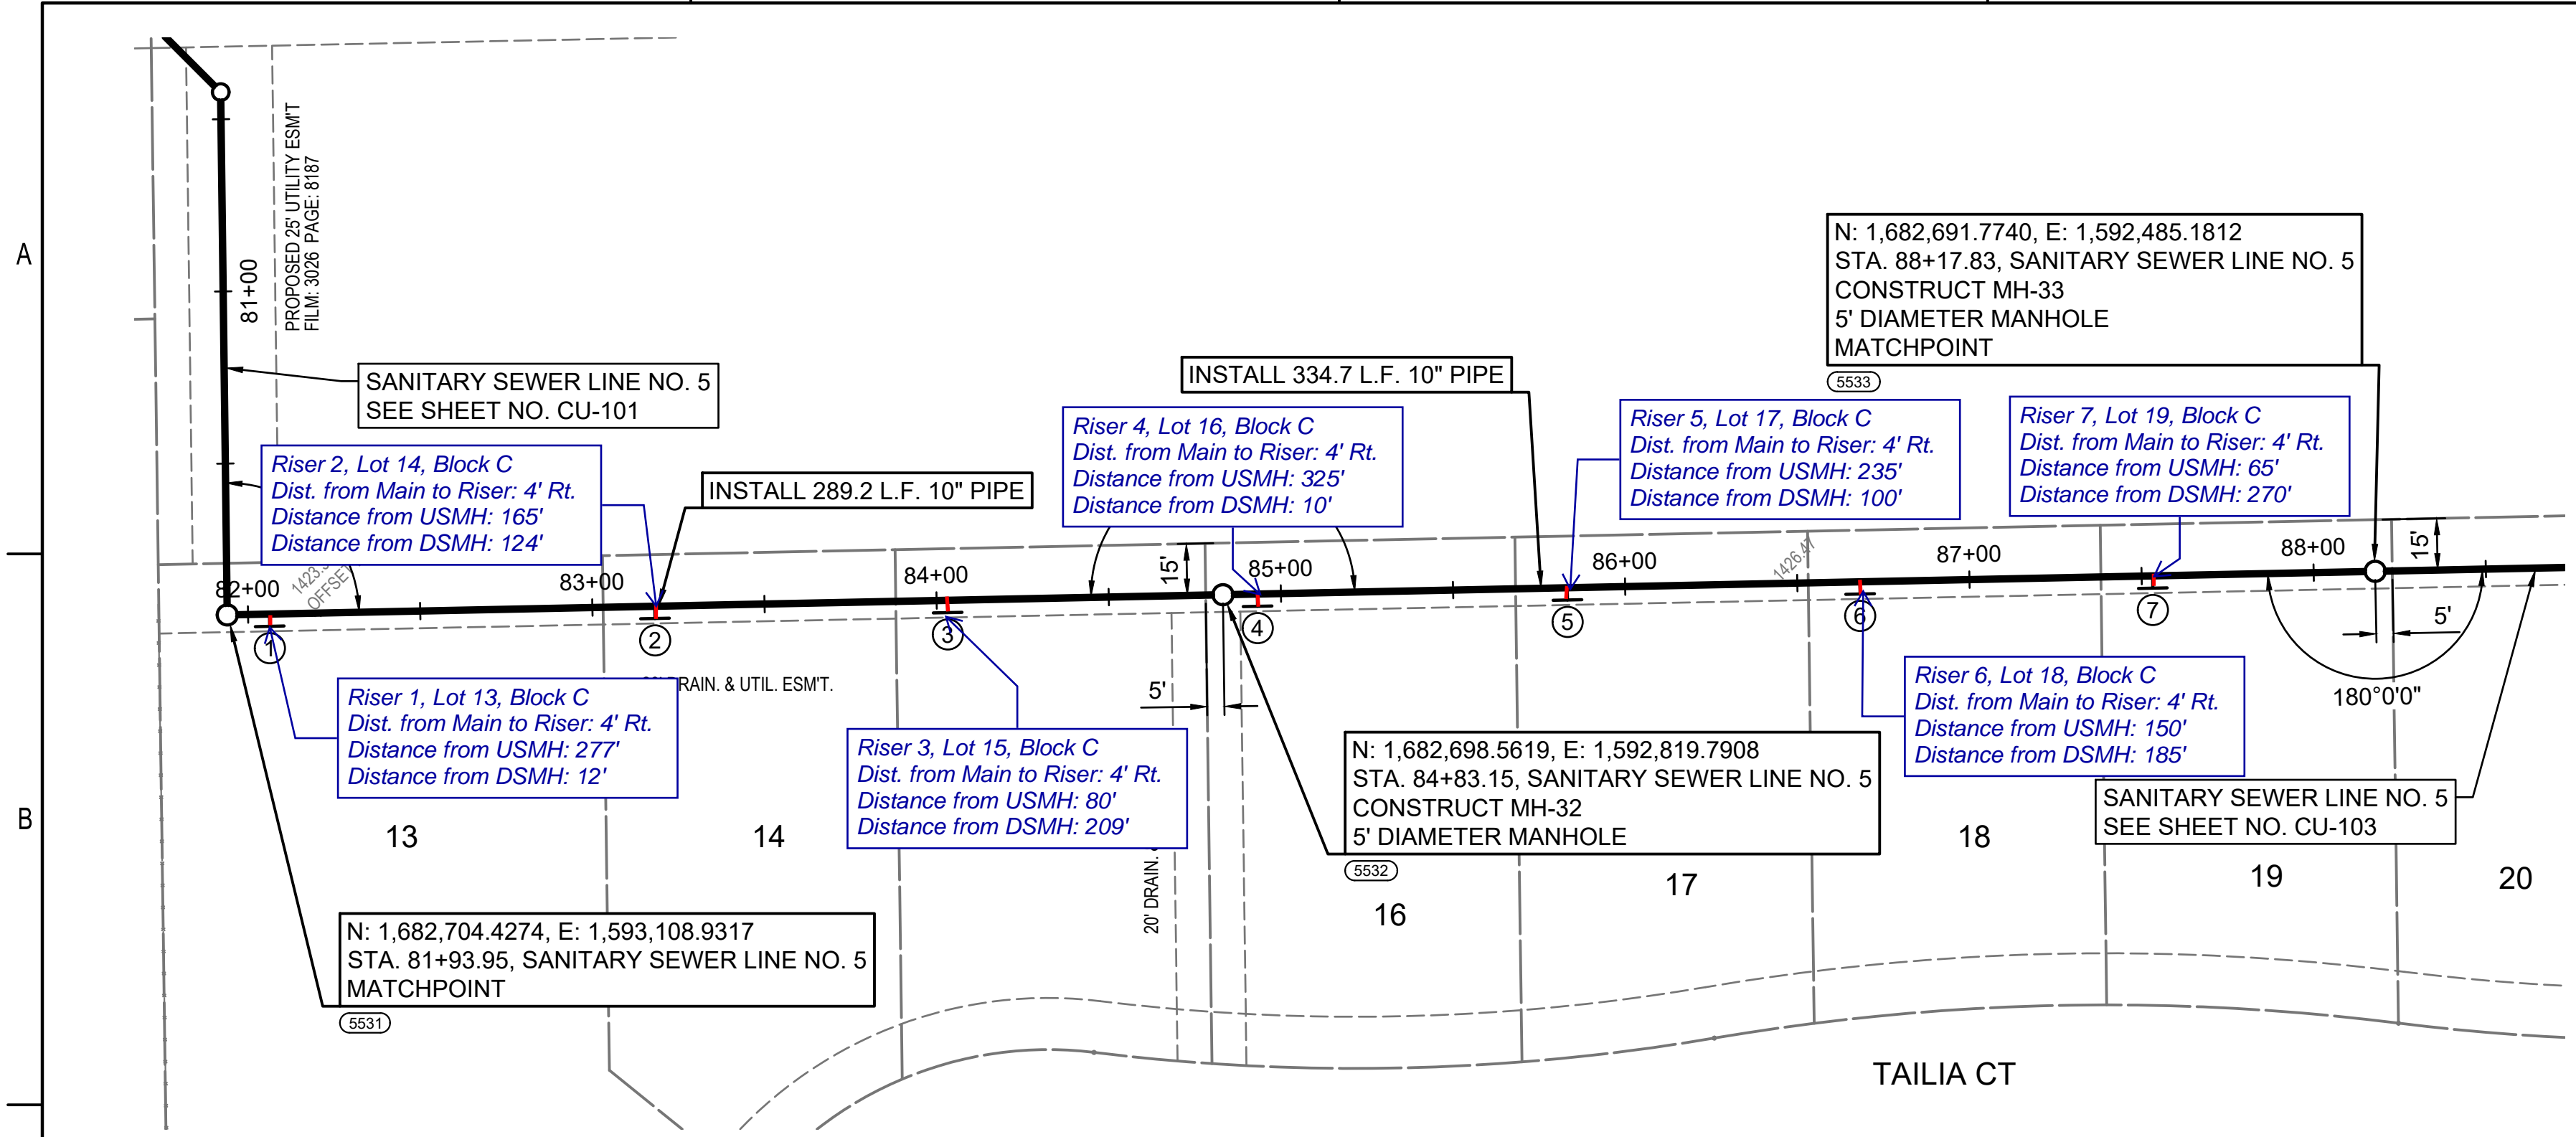 A
B
81+00
PROPOSED 25' UTILITY ESM'T
FILM: 3026 PAGE: 8187
SANITARY SEWER LINE NO. 5
SEE SHEET NO. CU-101
Riser 2, Lot 14, Block C
Dist. from Main to Riser: 4' Rt.
Distance from USMH: 165'
Distance from DSMH: 124'
INSTALL 289.2 L.F. 10" PIPE
INSTALL 334.7 L.F. 10" PIPE
Riser 4, Lot 16, Block C
Dist. from Main to Riser: 4' Rt.
Distance from USMH: 325'
Distance from DSMH: 10'
Riser 5, Lot 17, Block C
Dist. from Main to Riser: 4' Rt.
Distance from USMH: 235'
Distance from DSMH: 100'
N: 1,682,691.7740, E: 1,592,485.1812
STA. 88+17.83, SANITARY SEWER LINE NO. 5
CONSTRUCT MH-33
5' DIAMETER MANHOLE
MATCHPOINT
5533
Riser 7, Lot 19, Block C
Dist. from Main to Riser: 4' Rt.
Distance from USMH: 65'
Distance from DSMH: 270'
82+00
OFFSET
83+00
84+00
15'
85+00
86+00
1426.47
87+00
88+00
15'
1
2
3
4
5
6
7
Riser 1, Lot 13, Block C
Dist. from Main to Riser: 4' Rt.
Distance from USMH: 277'
Distance from DSMH: 12'
DRAIN. & UTIL. ESM'T.
Riser 3, Lot 15, Block C
Dist. from Main to Riser: 4' Rt.
Distance from USMH: 80'
Distance from DSMH: 209'
5'
20' DRAIN.
N: 1,682,698.5619, E: 1,592,819.7908
STA. 84+83.15, SANITARY SEWER LINE NO. 5
CONSTRUCT MH-32
5' DIAMETER MANHOLE
5532
Riser 6, Lot 18, Block C
Dist. from Main to Riser: 4' Rt.
Distance from USMH: 150'
Distance from DSMH: 185'
5'
180°0'0"
SANITARY SEWER LINE NO. 5
SEE SHEET NO. CU-103
13
14
16
17
18
19
20
N: 1,682,704.4274, E: 1,593,108.9317
STA. 81+93.95, SANITARY SEWER LINE NO. 5
MATCHPOINT
5531
TAILIA CT